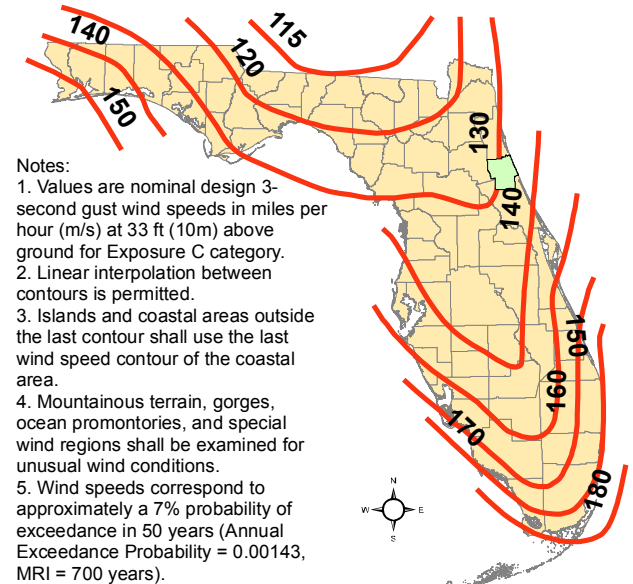 115
140
120
150
130
140
Notes:
1. Values are nominal design 3-
second gust wind speeds in miles per
hour (m/s) at 33 ft (10m) above
ground for Exposure C category.
2. Linear interpolation between
contours is permitted.
3. Islands and coastal areas outside
the last contour shall use the last
wind speed contour of the coastal
area.
4. Mountainous terrain, gorges,
ocean promontories, and special
wind regions shall be examined for
unusual wind conditions.
5. Wind speeds correspond to
approximately a 7% probability of
exceedance in 50 years (Annual
Exceedance Probability = 0.00143,
MRI = 700 years).
150
160
170
180
N
W E
S